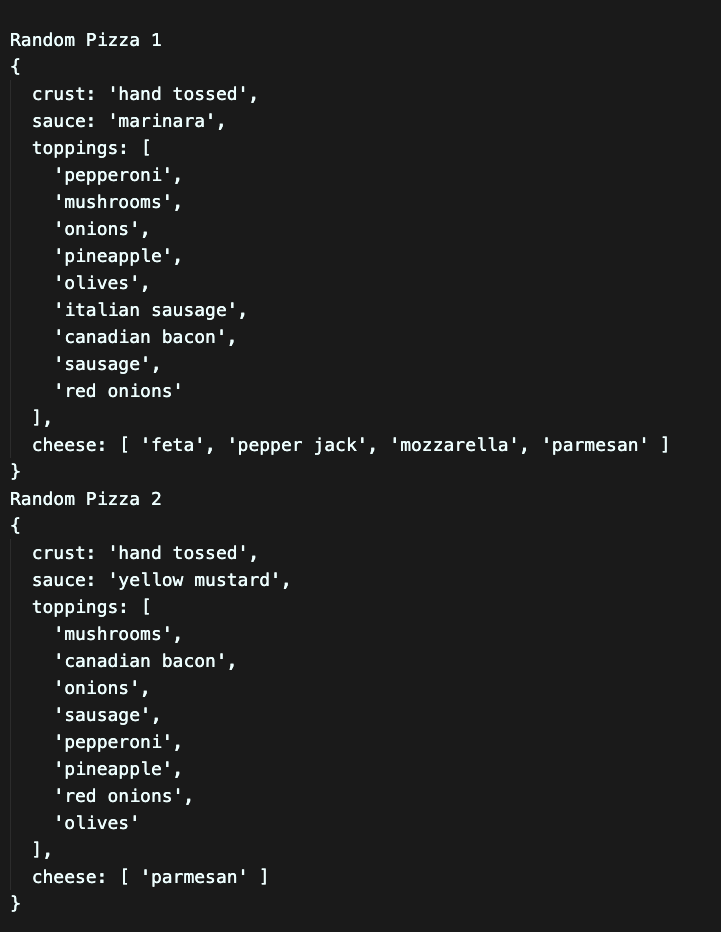 Random Pizza 1
{
  crust: 'hand tossed',
  sauce: 'marinara',
  toppings: [
    'pepperoni',
    'mushrooms',
    'onions',
    'pineapple',
    'olives',
    'italian sausage',
    'canadian bacon',
    'sausage',
    'red onions'
  ],
  cheese: [ 'feta', 'pepper jack', 'mozzarella', 'parmesan' ]
}
Random Pizza 2
{
  crust: 'hand tossed',
  sauce: 'yellow mustard',
  toppings: [
    'mushrooms',
    'canadian bacon',
    'onions',
    'sausage',
    'pepperoni',
    'pineapple',
    'red onions',
    'olives'
  ],
  cheese: [ 'parmesan' ]
}